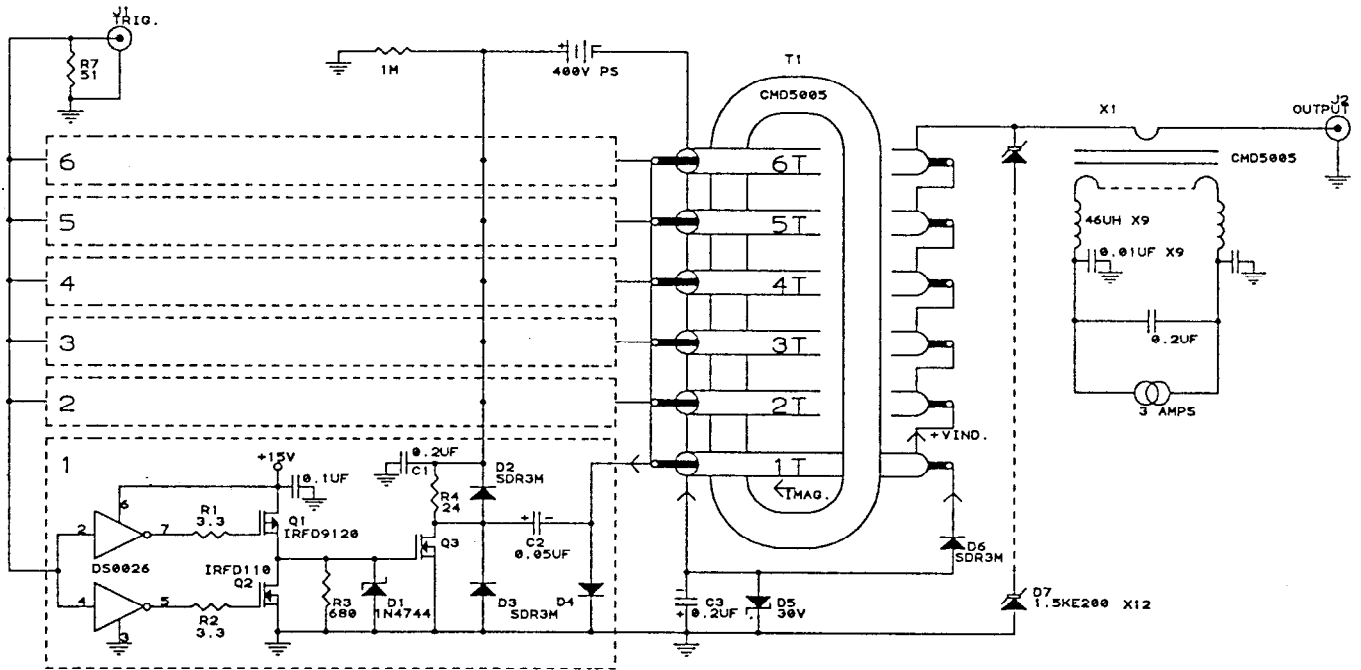 J1
TRIG.
R7
51
1M
400V PS
T1
CMD5005
X1
J2
OUTPUT
CMD5005
6
6T
5
5T
46UH X9
0.01UF X9
4
4T
3
3T
0.2UF
2
2T
3 AMPS
+VIND.
1
+15V
0.1UF
0.2UF
C1
D2
SDR3M
1T
IMAG.
6
R1
3.3
Q1
IRFD9120
R4
24
+ -
C2
0.05UF
2
7
DS0026
Q3
IRFD110
Q2
D6
SDR3M
4
5
R2
3.3
3
R3
680
D1
1N4744
D3
SDR3M
D4
-
+
C3
0.2UF
D5
30V
D7
1.5KE200 X12